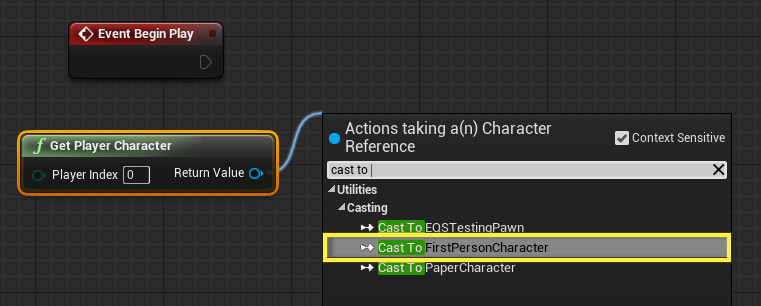 Event Begin Play
f Get Player Character
Player Index 0 Return Value
Actions taking a(n) Character
Reference
Context Sensitive
cast to
Utilities
Casting
Cast To EQSTestingPawn
Cast To FirstPersonCharacter
Cast To PaperCharacter